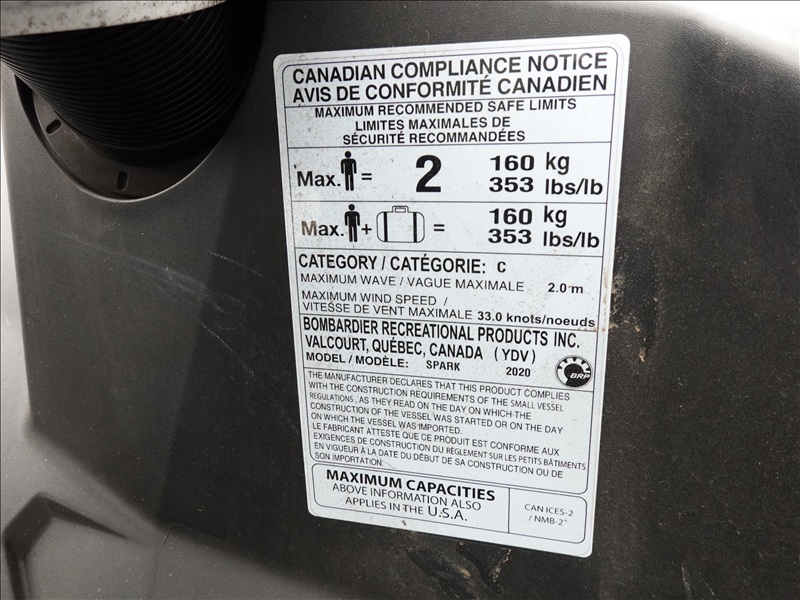 CANADIAN COMPLIANCE NOTICE
AVIS DE CONFORMITÉ CANADIEN
MAXIMUM RECOMMENDED SAFE LIMITS
LIMITES MAXIMALES DE
SÉCURITÉ RECOMMANDÉES
Max. = 2 160 kg
353 lbs/lb
Max. + = 160 kg
353 lbs/lb
CATEGORY / CATÉGORIE: C
MAXIMUM WAVE / VAGUE MAXIMALE 2.0 m
MAXIMUM WIND SPEED /
VITESSE DE VENT MAXIMALE 33.0 knots/noeuds
BOMBARDIER RECREATIONAL PRODUCTS INC.
VALCOURT, QUÉBEC, CANADA (YDV)
MODEL / MODÈLE: SPARK 2020
BRP
THE MANUFACTURER DECLARES THAT THIS PRODUCT COMPLIES
WITH THE CONSTRUCTION REQUIREMENTS OF THE SMALL VESSEL
REGULATIONS, AS THEY READ ON THE DAY ON WHICH THE
CONSTRUCTION OF THE VESSEL WAS STARTED OR ON THE DAY
ON WHICH THE VESSEL WAS IMPORTED.
LE FABRICANT ATTESTE QUE CE PRODUIT EST CONFORME AUX
EXIGENCES DE CONSTRUCTION DU RÈGLEMENT SUR LES PETITS BÂTIMENTS
EN VIGUEUR À LA DATE DU DÉBUT DE SA CONSTRUCTION OU DE
SON IMPORTATION.
MAXIMUM CAPACITIES
ABOVE INFORMATION ALSO
APPLIES IN THE U.S.A.
CAN ICES-2
/ NMB-2"